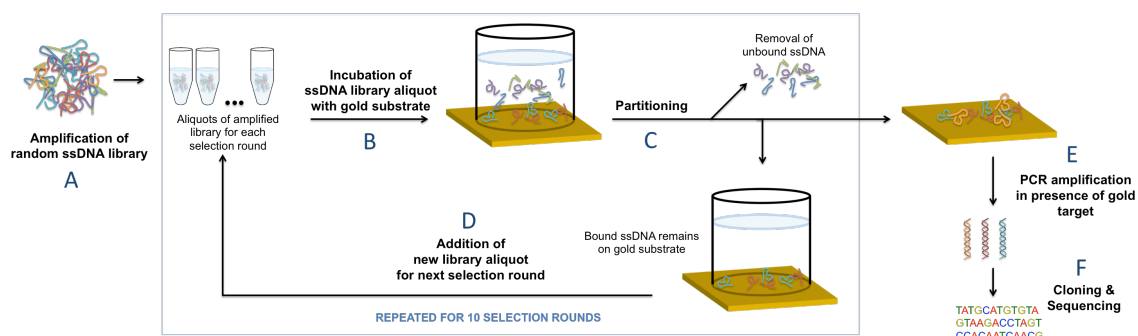 Amplification of
random ssDNA library
A
Aliquots of amplified
library for each
selection round
Incubation of
ssDNA library aliquot
with gold substrate
B
Partitioning
C
Removal of
unbound ssDNA
Bound ssDNA remains
on gold substrate
D
Addition of
new library aliquot
for next selection round
REPEATED FOR 10 SELECTION ROUNDS
E
PCR amplification
in presence of gold
target
F
Cloning &
Sequencing
TATGCATGTGTA
GTAAGACCTAGT
CCACAATCAACG